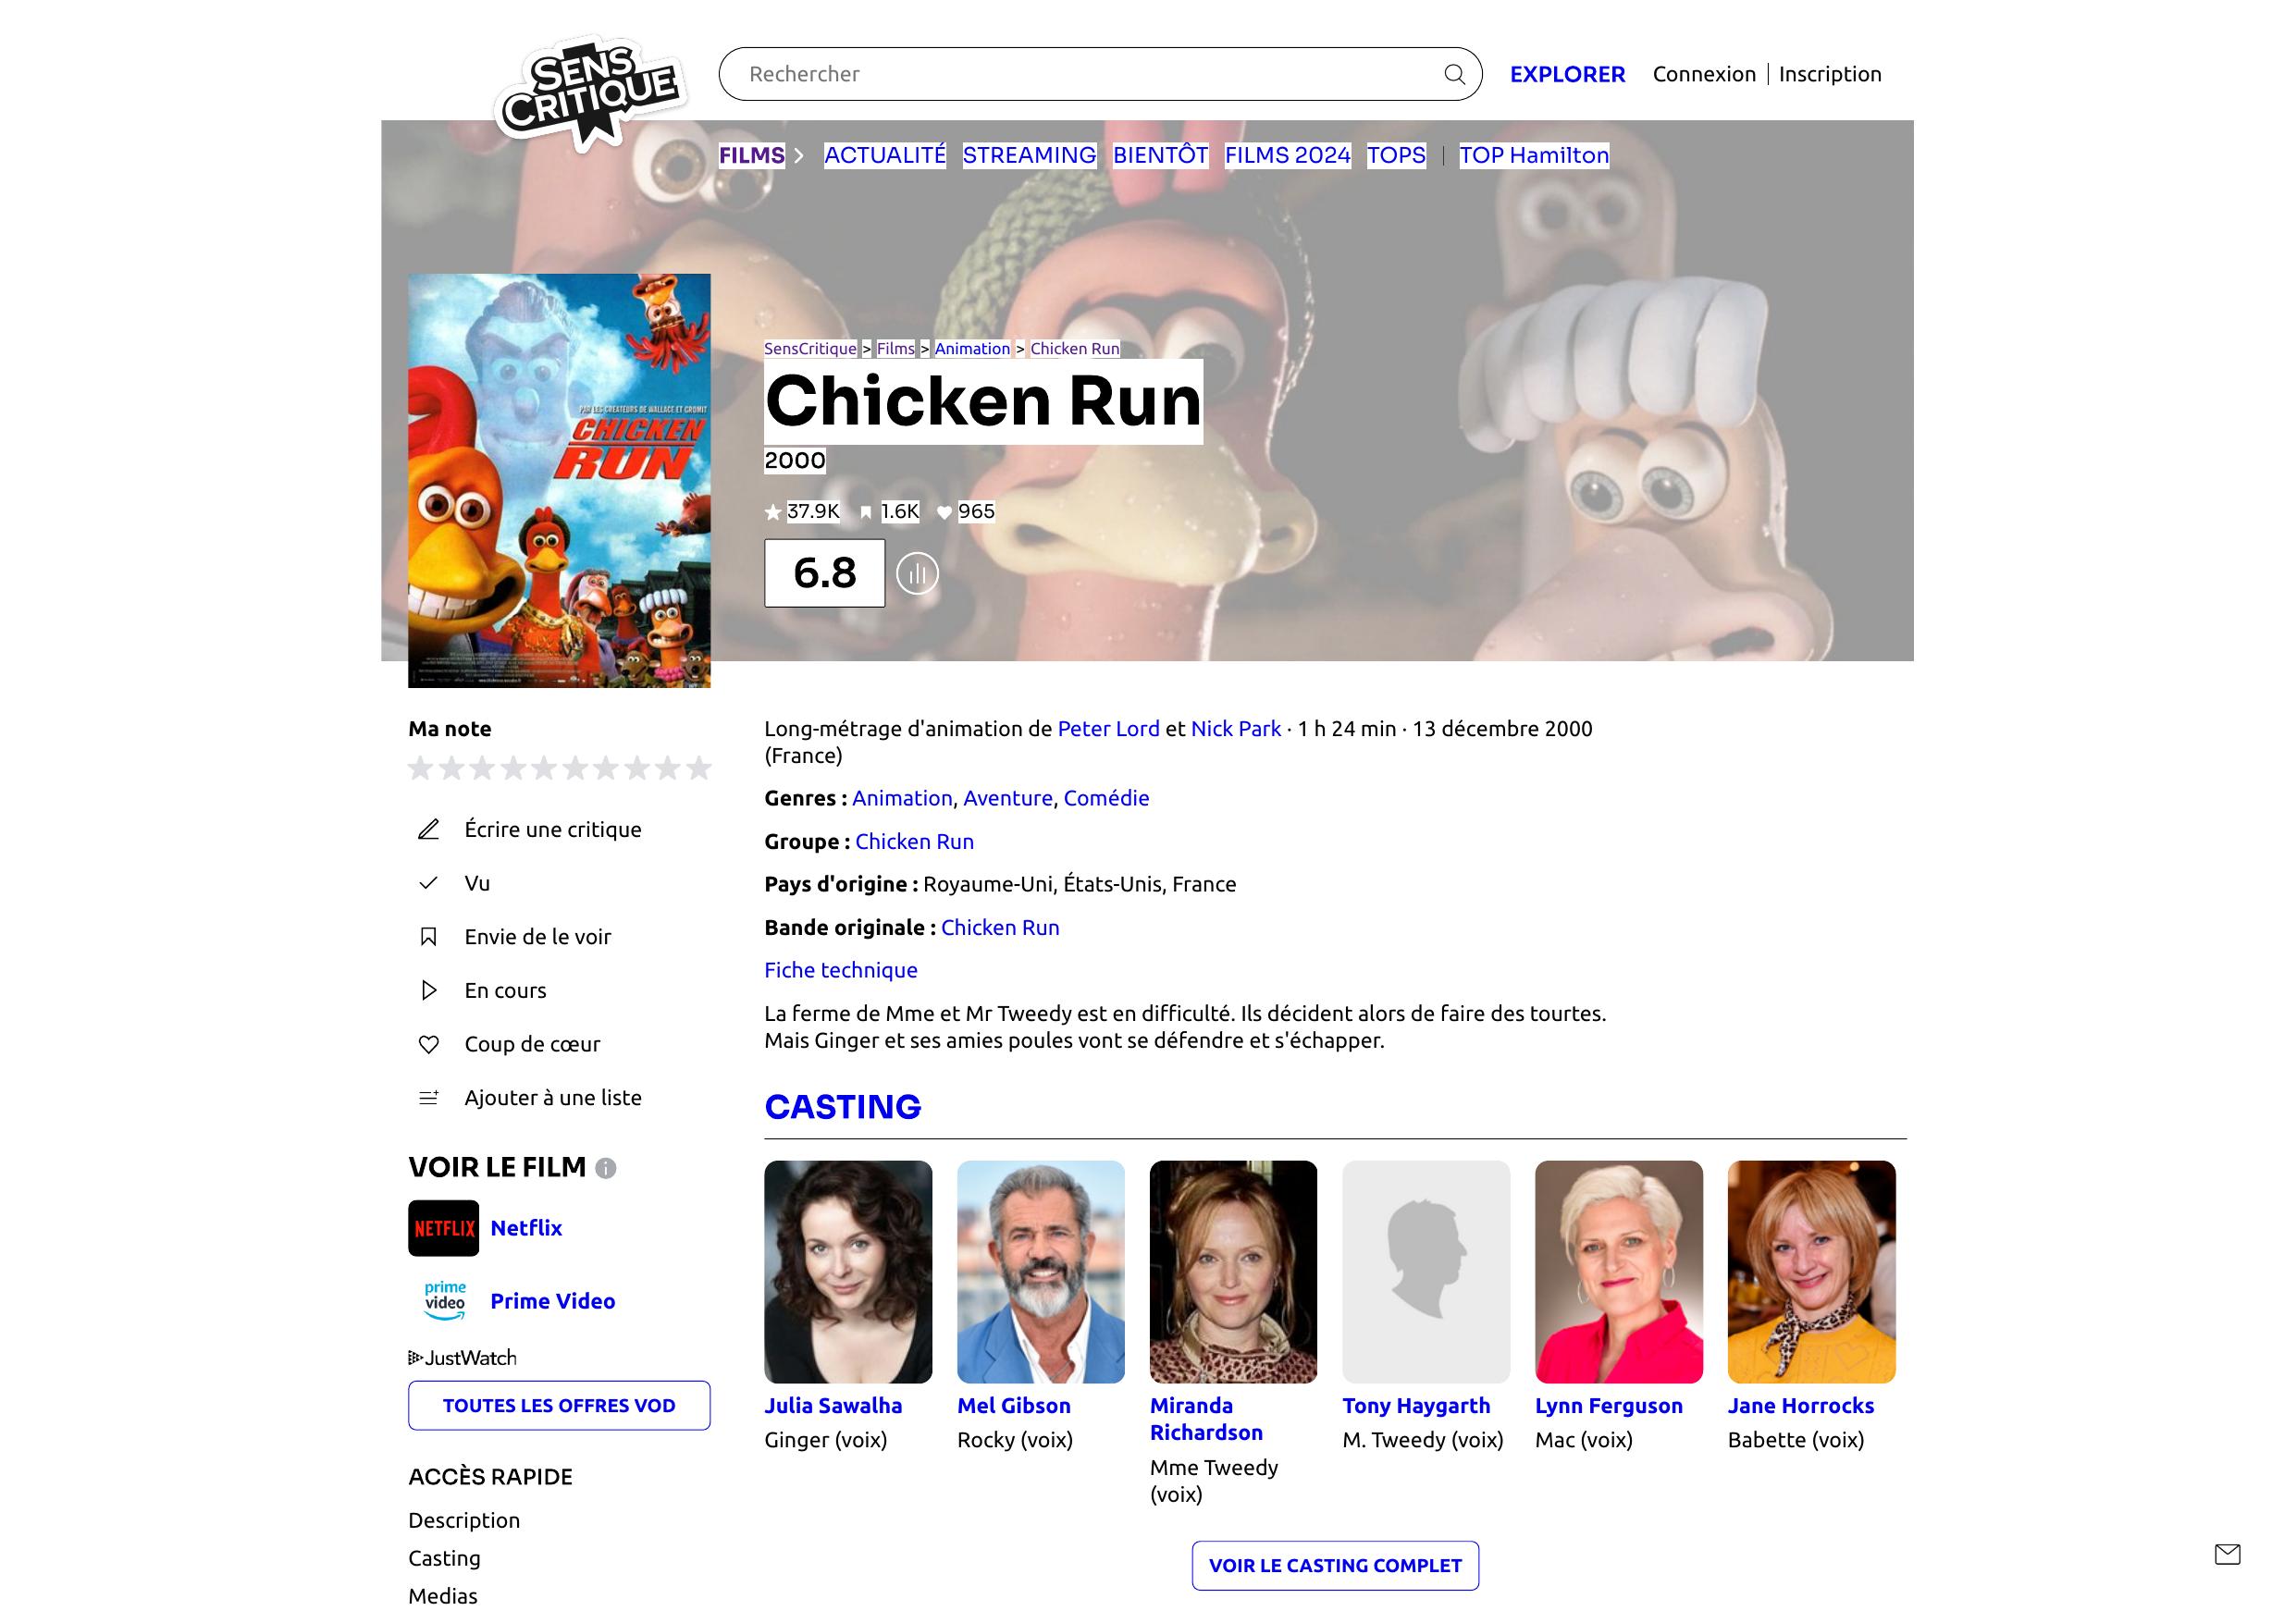 SENS
CRITIQUE
Rechercher
EXPLORER
Connexion
Inscription
FILMS
ACTUALITÉ
STREAMING
BIENTÔT
FILMS 2024
TOPS
TOP Hamilton
PAR LES CREATEURS DE WALLACE ET GROMIT
CHICKEN
RUN
SensCritique > Films > Animation > Chicken Run
Chicken Run
2000
37.9K 1.6K 965
6.8
Ma note
Écrire une critique
Vu
Envie de le voir
En cours
Coup de cœur
Ajouter à une liste
VOIR LE FILM
NETFLIX
Netflix
prime
video
Prime Video
JustWatch
TOUTES LES OFFRES VOD
ACCÈS RAPIDE
Description
Casting
Medias
Long-métrage d'animation de Peter Lord et Nick Park · 1 h 24 min · 13 décembre 2000
(France)
Genres : Animation, Aventure, Comédie
Groupe : Chicken Run
Pays d'origine : Royaume-Uni, États-Unis, France
Bande originale : Chicken Run
Fiche technique
La ferme de Mme et Mr Tweedy est en difficulté. Ils décident alors de faire des tourtes.
Mais Ginger et ses amies poules vont se défendre et s'échapper.
CASTING
Julia Sawalha
Ginger (voix)
Mel Gibson
Rocky (voix)
Miranda
Richardson
Mme Tweedy
(voix)
Tony Haygarth
M. Tweedy (voix)
Lynn Ferguson
Mac (voix)
Jane Horrocks
Babette (voix)
VOIR LE CASTING COMPLET